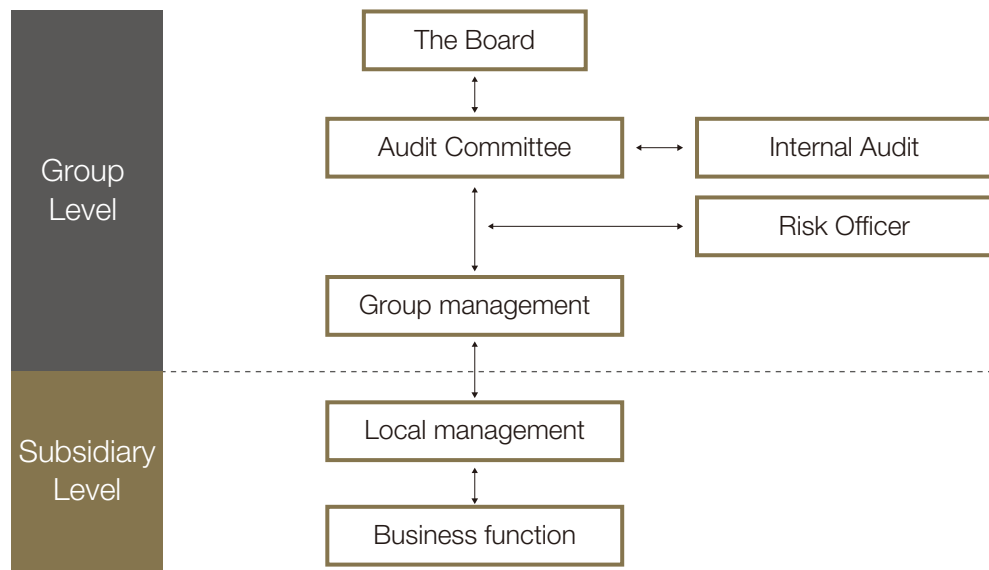 The Board
Audit Committee
Internal Audit
Group
Level
Risk Officer
Group management
Local management
Subsidiary
Level
Business function